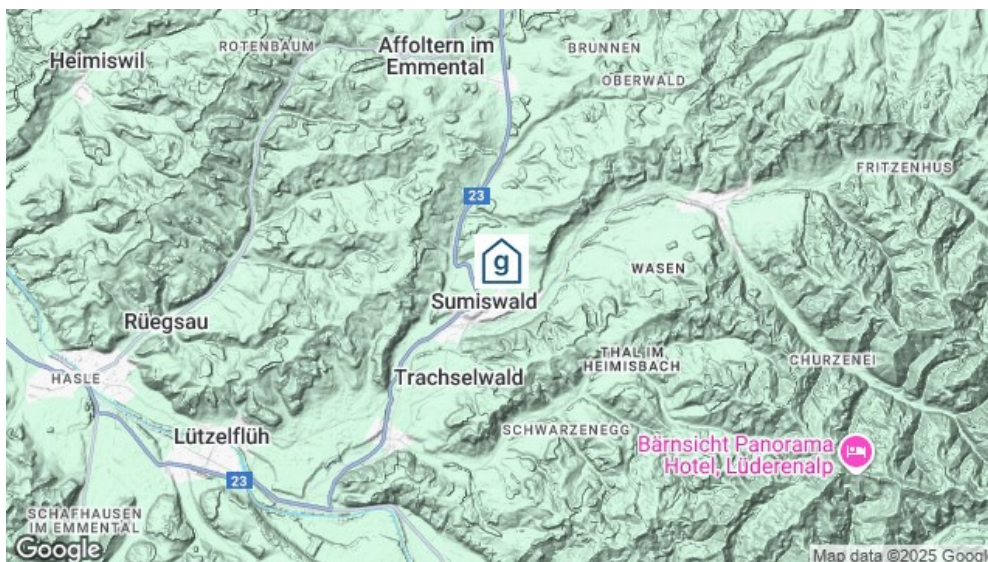 ROTENBAUM
Affoltern im
Emmental
BRUNNEN
Heimiswil
OBERWALD
FRITZENHUS
23
g
WASEN
Sumiswald
Rüegsau
THAL IM
HEIMISBACH
CHURZENEI
HASLE
Trachselwald
Lützelflüh
SCHWARZENEGG
Bärnsicht Panorama
Hotel, Lüderenalp
23
SCHAFHAUSEN
IM EMMENTAL
Google
Map data ©2025 Googl